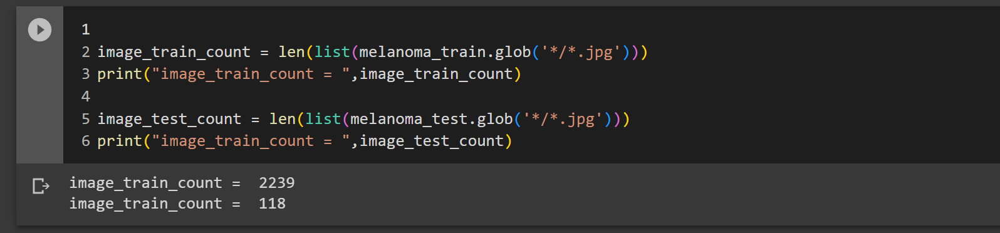 1
2 image_train_count = len(list(melanoma_train.glob('*/*.jpg')))
3 print("image_train_count = ",image_train_count)
4
5 image_test_count = len(list(melanoma_test.glob('*/*.jpg')))
6 print("image_train_count = ",image_test_count)
image_train_count =  2239
image_train_count =  118